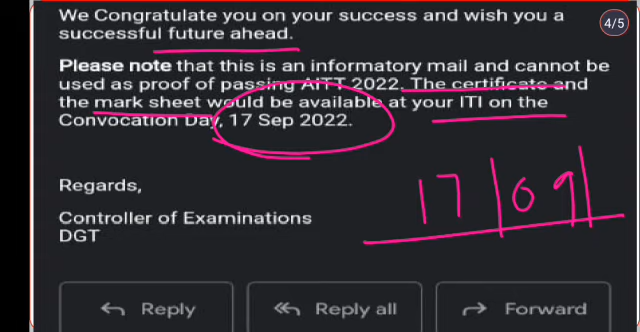 We Congratulate you on your success and wish you a
successful future ahead.
4/5
Please note that this is an informatory mail and cannot be
used as proof of passing AITT 2022. The certificate and
the mark sheet would be available at your ITI on the
Convocation Day, 17 Sep 2022.
17/09/
Regards,
Controller of Examinations
DGT
Reply
Reply all
Forward